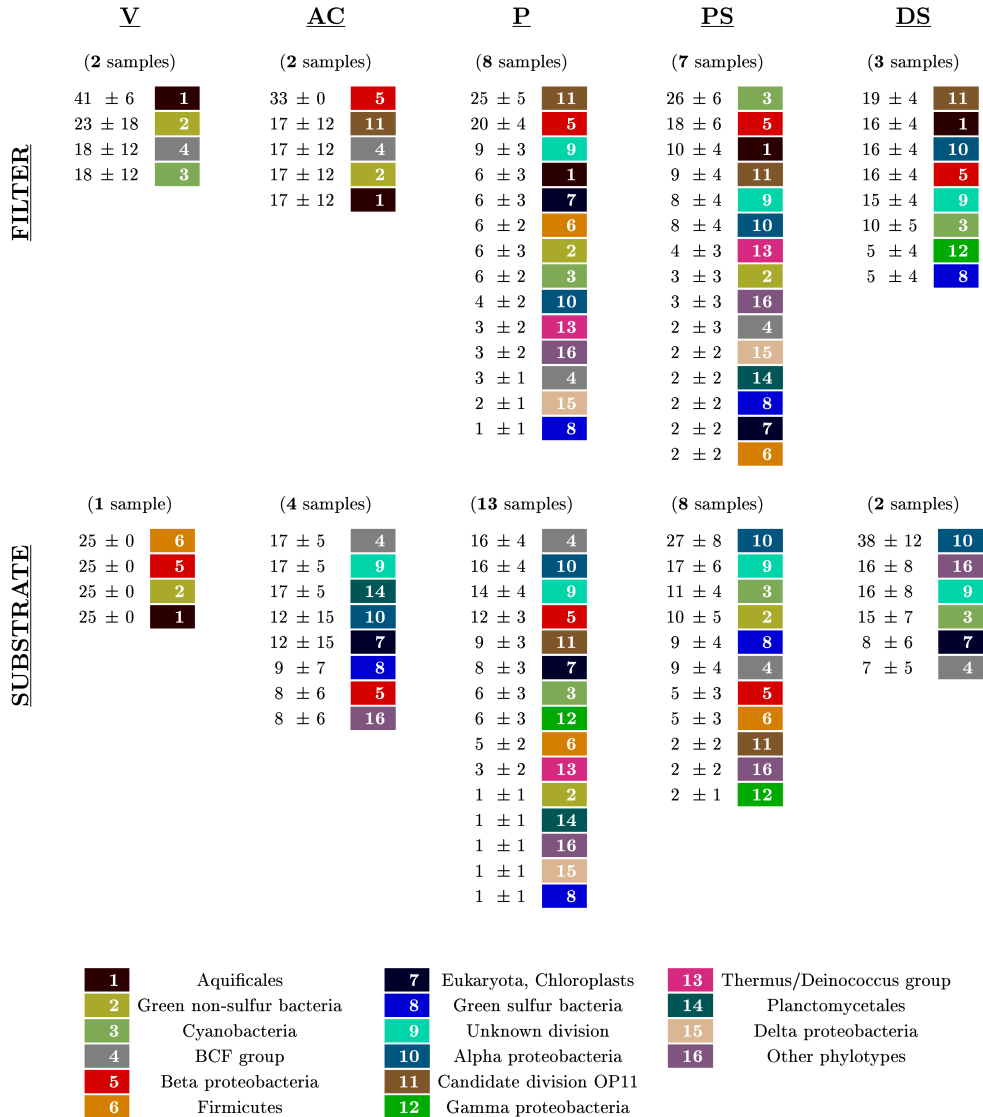 V AC P PS DS
(2 samples) (2 samples) (8 samples) (7 samples) (3 samples)
FILTER
41 ± 6 1 33 ± 0 5 25 ± 5 11 26 ± 6 3 19 ± 4 11
23 ± 18 2 17 ± 12 11 20 ± 4 5 18 ± 6 5 16 ± 4 1
18 ± 12 4 17 ± 12 4 9 ± 3 9 10 ± 4 1 16 ± 4 10
18 ± 12 3 17 ± 12 2 6 ± 3 1 9 ± 4 11 16 ± 4 5
17 ± 12 1 6 ± 3 7 8 ± 4 9 15 ± 4 9
6 ± 2 6 8 ± 4 10 10 ± 5 3
6 ± 3 2 4 ± 3 13 5 ± 4 12
6 ± 2 3 3 ± 3 2 5 ± 4 8
4 ± 2 10 3 ± 3 16
3 ± 2 13 2 ± 3 4
3 ± 2 16 2 ± 2 15
3 ± 1 4 2 ± 2 14
2 ± 1 15 2 ± 2 8
1 ± 1 8 2 ± 2 7
2 ± 2 6
(1 sample) (4 samples) (13 samples) (8 samples) (2 samples)
SUBSTRATE
25 ± 0 6 17 ± 5 4 16 ± 4 4 27 ± 8 10 38 ± 12 10
25 ± 0 5 17 ± 5 9 16 ± 4 10 17 ± 6 9 16 ± 8 16
25 ± 0 2 17 ± 5 14 14 ± 4 9 11 ± 4 3 16 ± 8 9
25 ± 0 1 12 ± 15 10 12 ± 3 5 10 ± 5 2 15 ± 7 3
12 ± 15 7 9 ± 3 11 9 ± 4 8 8 ± 6 7
9 ± 7 8 8 ± 3 7 9 ± 4 4 7 ± 5 4
8 ± 6 5 6 ± 3 3 5 ± 3 5
8 ± 6 16 6 ± 3 12 5 ± 3 6
5 ± 2 6 2 ± 2 11
3 ± 2 13 2 ± 2 16
1 ± 1 2 2 ± 1 12
1 ± 1 14
1 ± 1 16
1 ± 1 15
1 ± 1 8
1 Aquificales 7 Eukaryota, Chloroplasts 13 Thermus/Deinococcus group
2 Green non-sulfur bacteria 8 Green sulfur bacteria 14 Planctomycetales
3 Cyanobacteria 9 Unknown division 15 Delta proteobacteria
4 BCF group 10 Alpha proteobacteria 16 Other phylotypes
5 Beta proteobacteria 11 Candidate division OP11
6 Firmicutes 12 Gamma proteobacteria